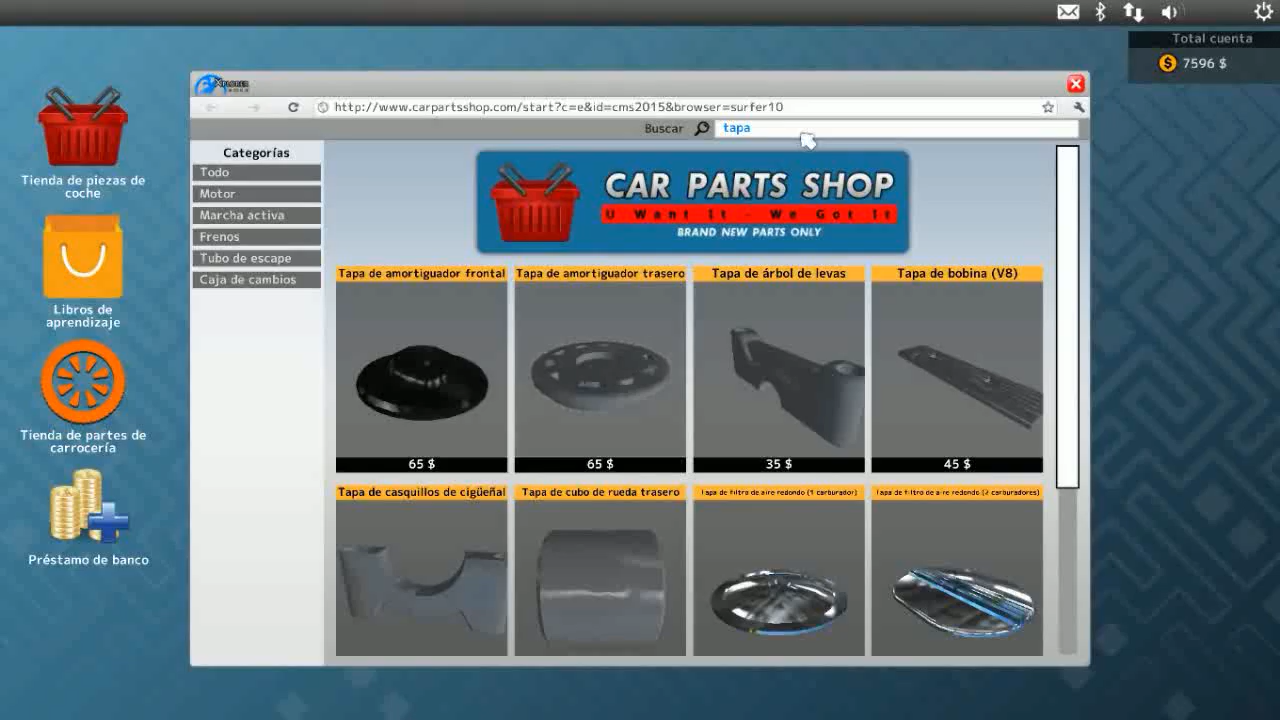 Total cuenta
7596 $
XPLORER
http://www.carpartsshop.com/start?c=e&id=cms2015&browser=surfer10
Buscar
tapa
Categorías
Todo
Motor
Marcha activa
Frenos
Tubo de escape
Caja de cambios
Tienda de piezas de
coche
Libros de
aprendizaje
Tienda de partes de
carrocería
Préstamo de banco
CAR PARTS SHOP
U Want It - We Got It
BRAND NEW PARTS ONLY
Tapa de amortiguador frontal
Tapa de amortiguador trasero
Tapa de árbol de levas
Tapa de bobina (V8)
65 $
65 $
35 $
45 $
Tapa de casquillos de cigüeñal
Tapa de cubo de rueda trasero
Tapa de filtro de aire redondo (1 carburador)
Tapa de filtro de aire redondo (2 carburadores)